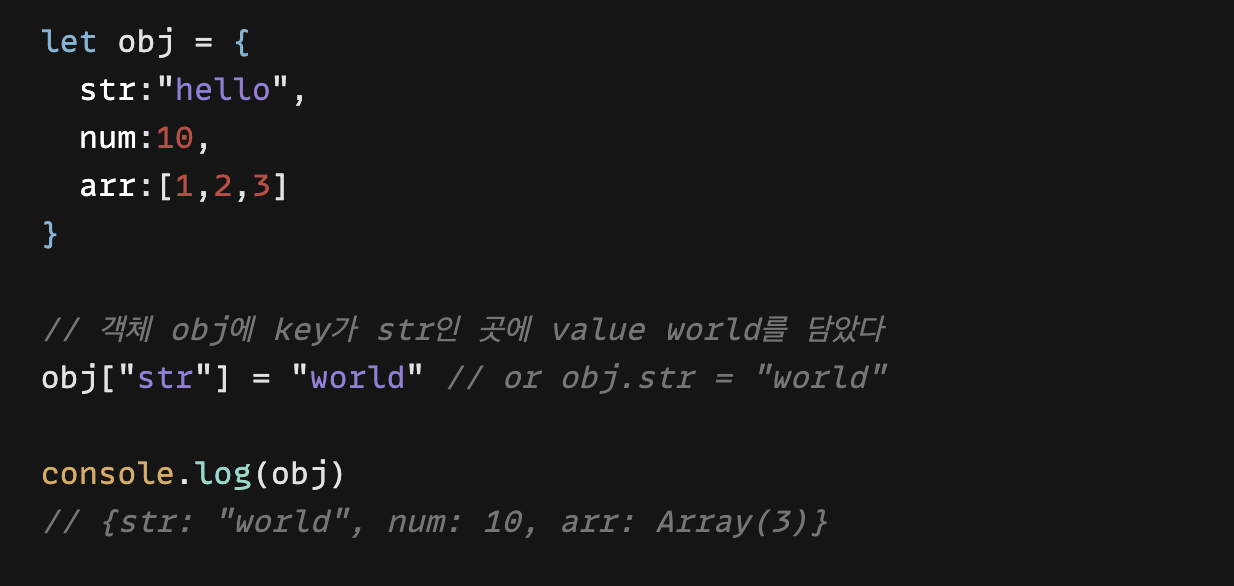 let obj = {
  str:"hello",
  num:10,
  arr:[1,2,3]
}
// 객체 obj에 key가 str인 곳에 value world를 담았다
obj["str"] = "world" // or obj.str = "world"
console.log(obj)
// {str: "world", num: 10, arr: Array(3)}